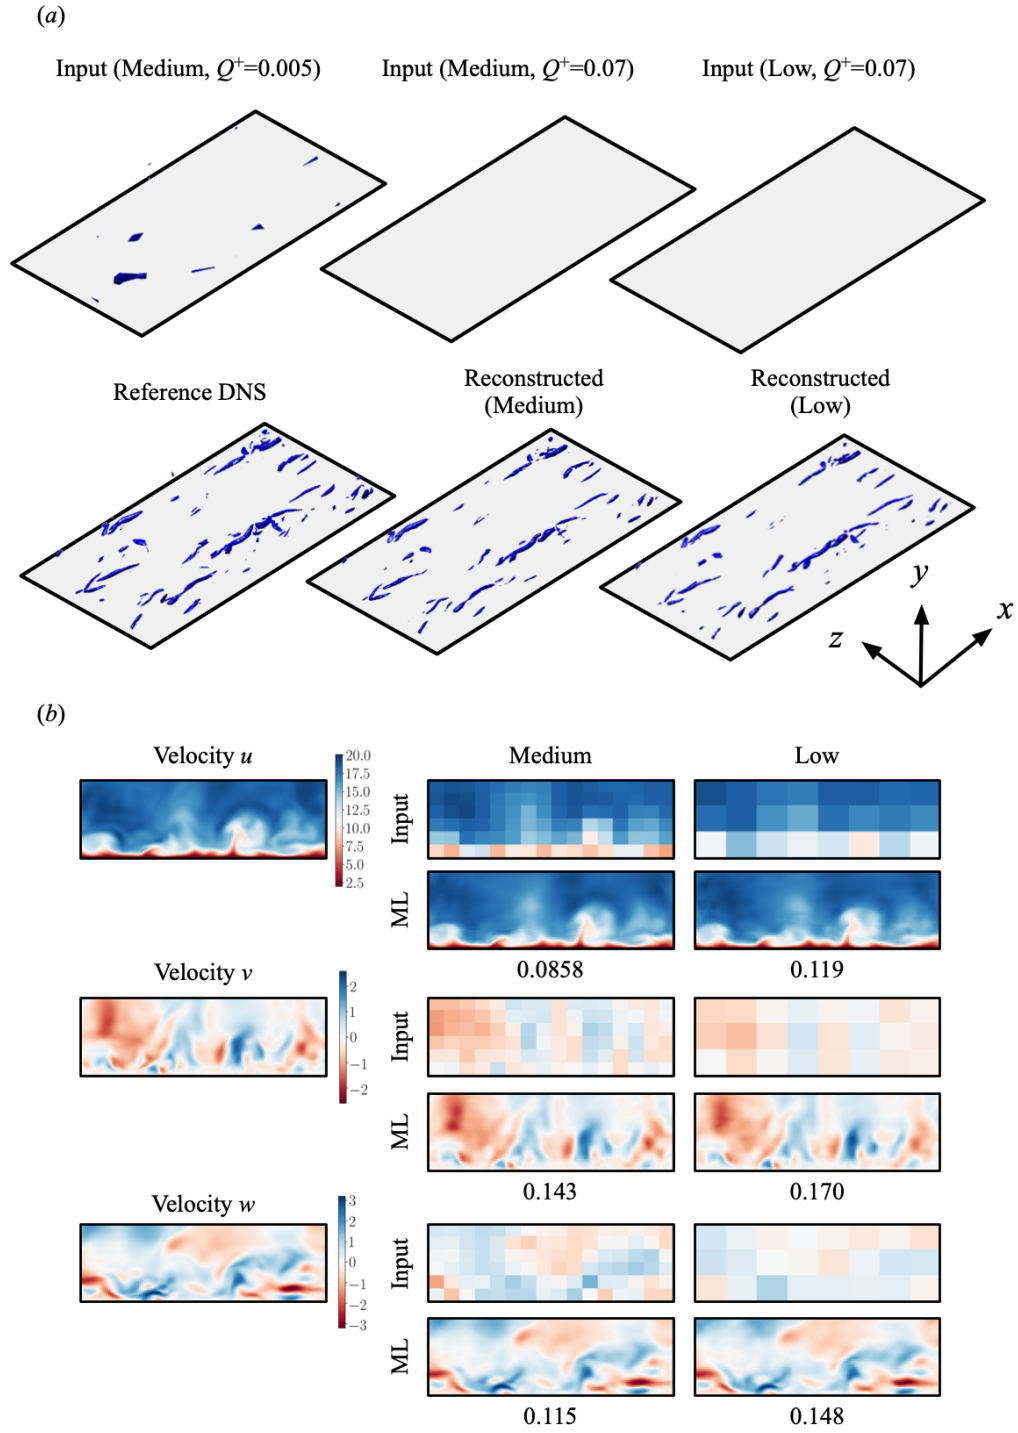 (a)
Input (Medium, Q⁺=0.005)
Input (Medium, Q⁺=0.07)
Input (Low, Q⁺=0.07)
Reference DNS
Reconstructed
(Medium)
Reconstructed
(Low)
y
x
z
(b)
Velocity u
20.0
17.5
15.0
12.5
10.0
7.5
5.0
2.5
Medium
Low
Input
ML
0.0858
0.119
Velocity v
2
1
0
−1
−2
Input
ML
0.143
0.170
Velocity w
3
2
1
0
−1
−2
−3
Input
ML
0.115
0.148